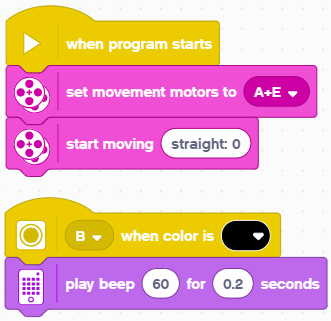 when program starts
set movement motors to A+E
start moving straight: 0
B when color is
play beep 60 for 0.2 seconds